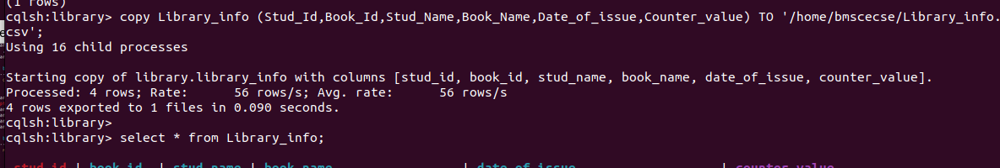 (1 rows)
cqlsh:library> copy Library_info (Stud_Id,Book_Id,Stud_Name,Book_Name,Date_of_issue,Counter_value) TO '/home/bmscecse/Library_info.
csv';
Using 16 child processes

Starting copy of library.library_info with columns [stud_id, book_id, stud_name, book_name, date_of_issue, counter_value].
Processed: 4 rows; Rate:      56 rows/s; Avg. rate:      56 rows/s
4 rows exported to 1 files in 0.090 seconds.
cqlsh:library>
cqlsh:library> select * from Library_info;

stud_id | book_id | stud_name | book_name | date_of_issue | counter_value